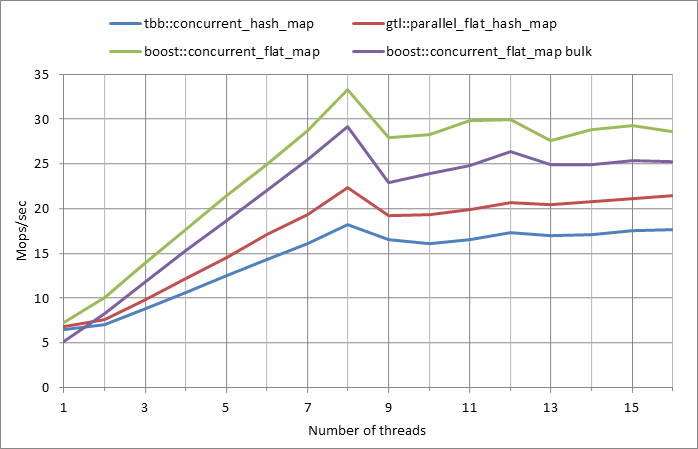 tbb::concurrent_hash_map gtl::parallel_flat_hash_map
boost::concurrent_flat_map boost::concurrent_flat_map bulk
35
30
25
20
15
10
5
0
Mops/sec
1 3 5 7 9 11 13 15
Number of threads